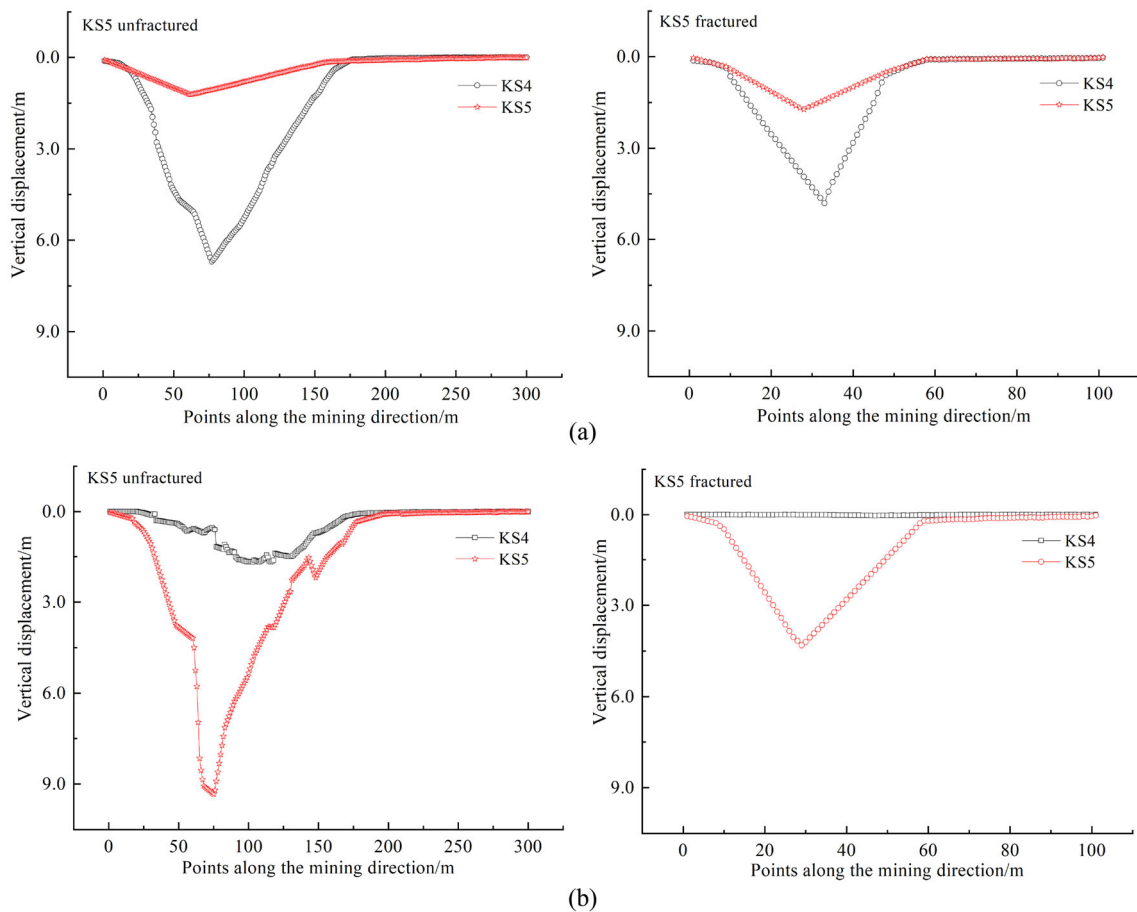 KS5 unfractured
0.0
3.0
6.0
9.0
Vertical displacement/m
KS4
KS5
0 50 100 150 200 250 300
Points along the mining direction/m
KS5 fractured
0.0
3.0
6.0
9.0
Vertical displacement/m
KS4
KS5
0 20 40 60 80 100
Points along the mining direction/m
(a)
KS5 unfractured
0.0
3.0
6.0
9.0
Vertical displacement/m
KS4
KS5
0 50 100 150 200 250 300
Points along the mining direction/m
KS5 fractured
0.0
3.0
6.0
9.0
Vertical displacement/m
KS4
KS5
0 20 40 60 80 100
Points along the mining direction/m
(b)